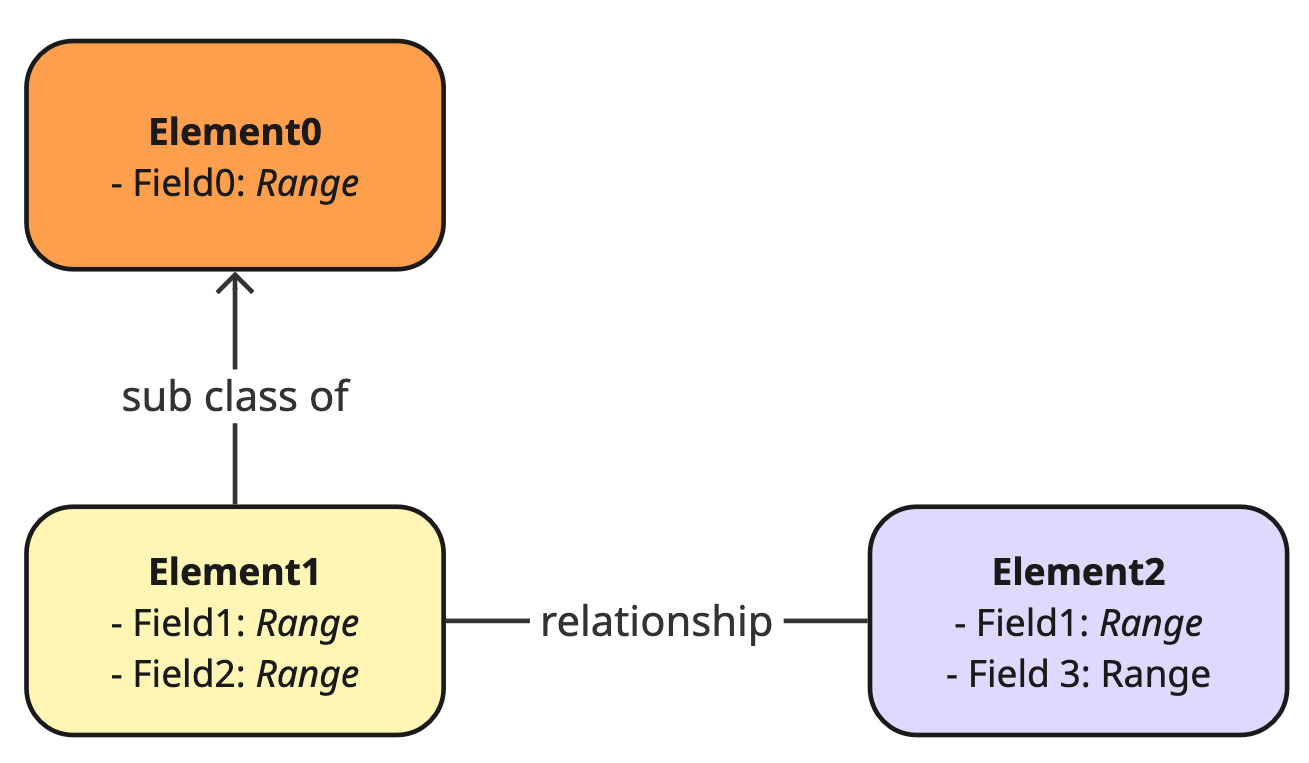 Element0
- Field0: Range
sub class of
Element1
- Field1: Range
- Field2: Range
relationship
Element2
- Field1: Range
- Field 3: Range